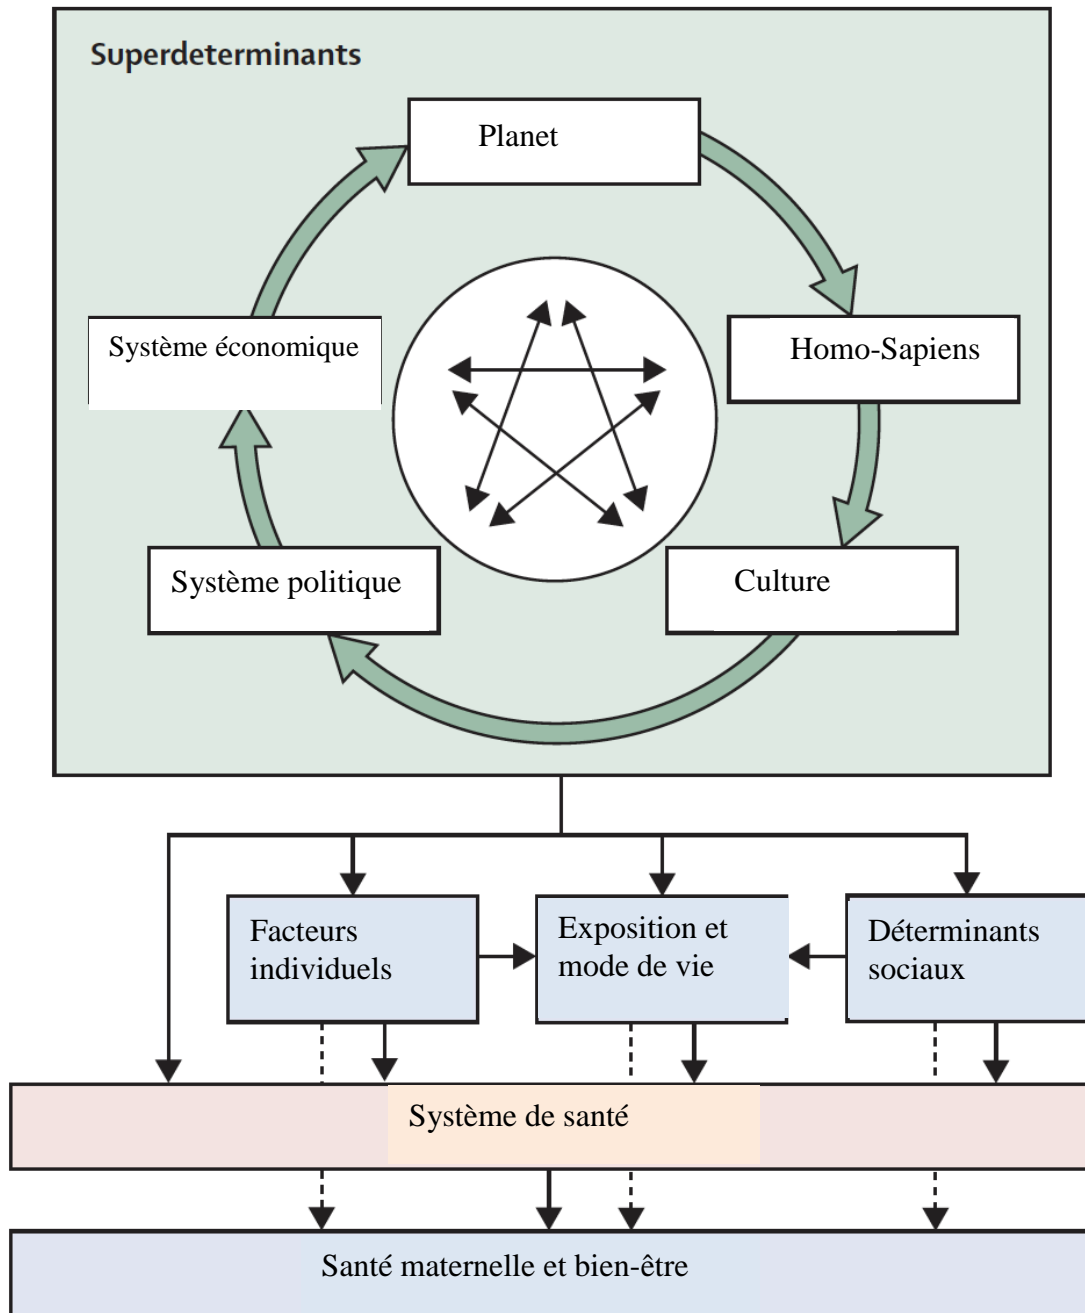 Superdeterminants
Planet
Système économique
Homo-Sapiens
Système politique
Culture
Facteurs
individuels
Exposition et
mode de vie
Déterminants
sociaux
Système de santé
Santé maternelle et bien-être